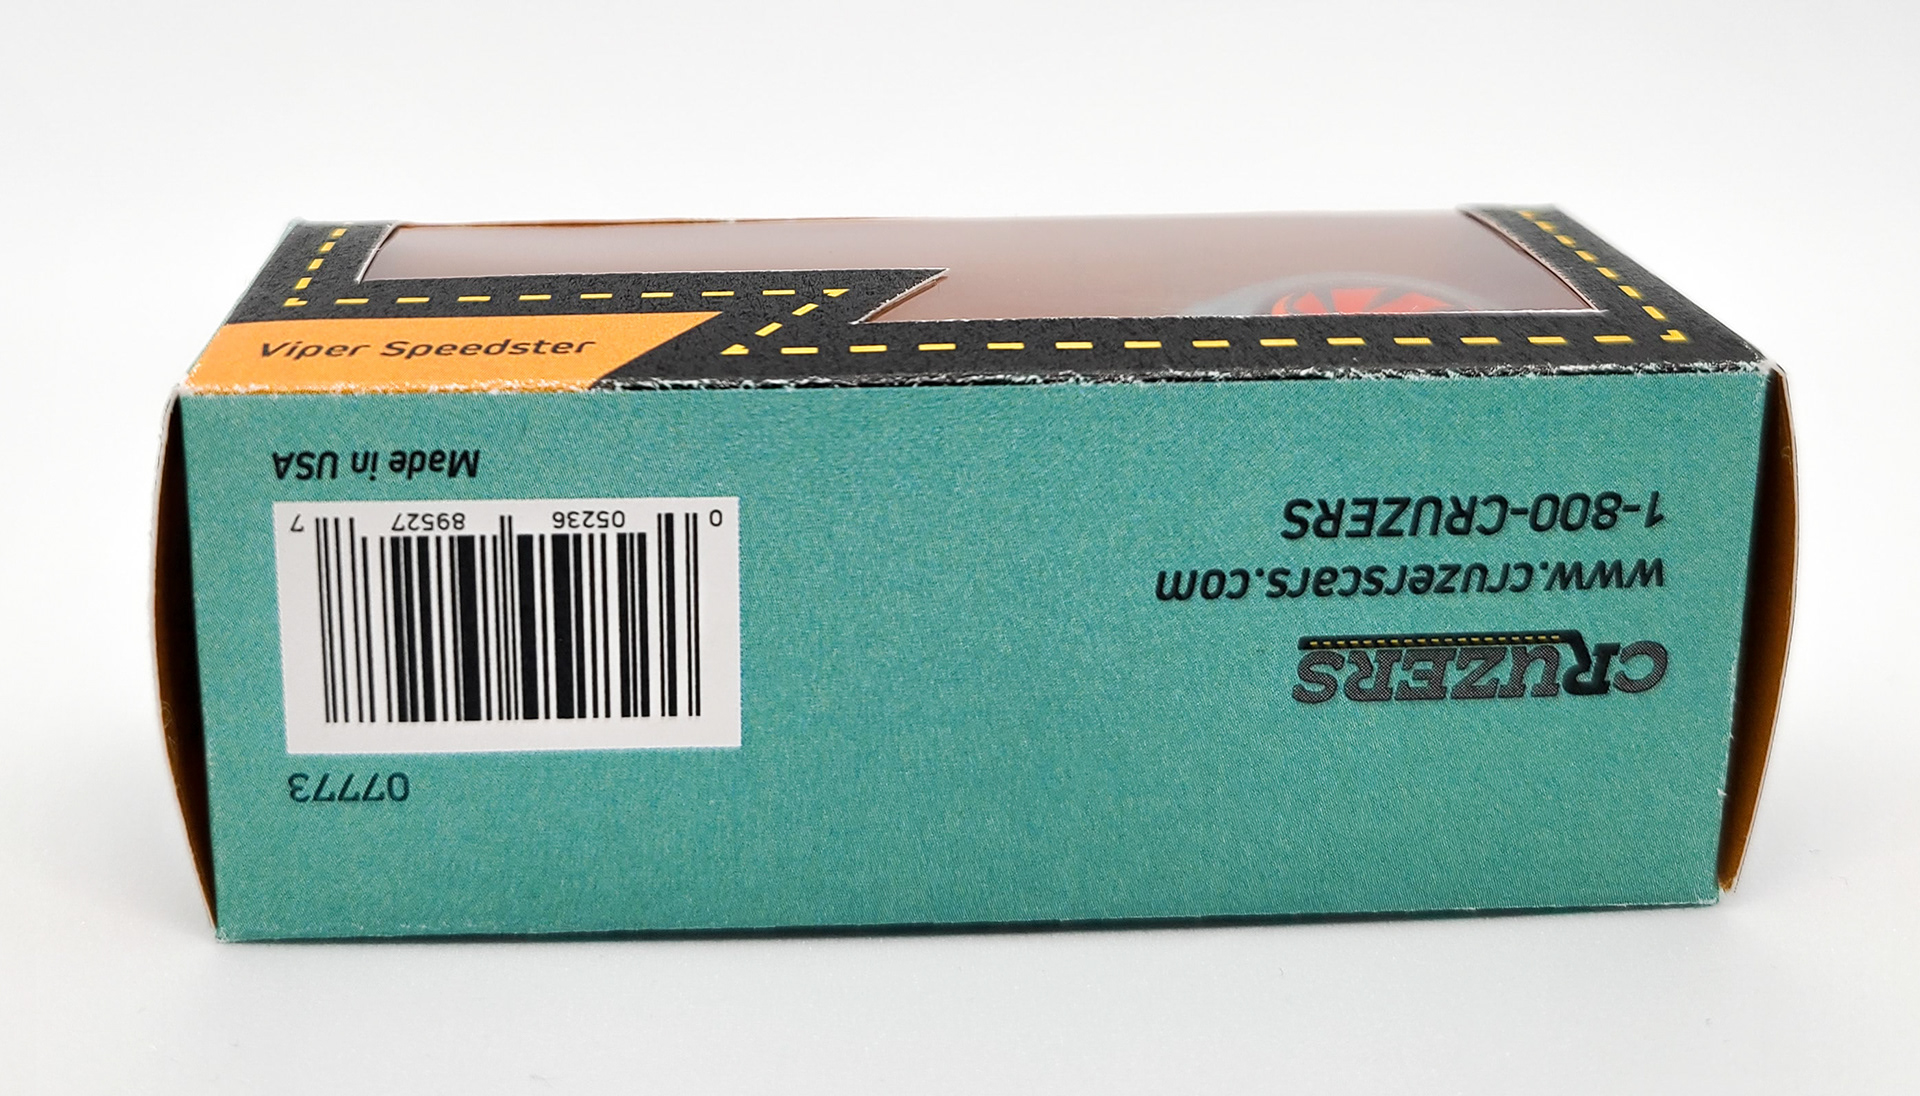 Viper Speedster
CRUZERS
www.cruzerscars.com
1-800-CRUZERS
07773
0 05236 89527 7
Made in USA